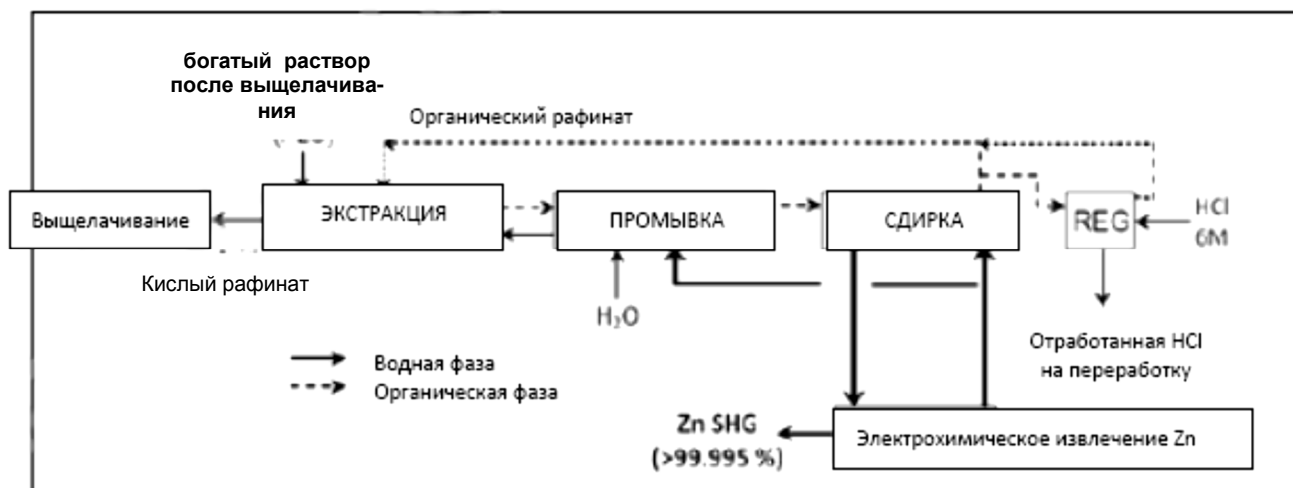 богатый раствор
после выщелачива-
ния
Органический рафинат
Выщелачивание
ЭКСТРАКЦИЯ
ПРОМЫВКА
СДИРКА
REG
HCl
6M
Кислый рафинат
H₂O
Водная фаза
Органическая фаза
Отработанная HCl
на переработку
Zn SHG
(>99.995 %)
Электрохимическое извлечение Zn